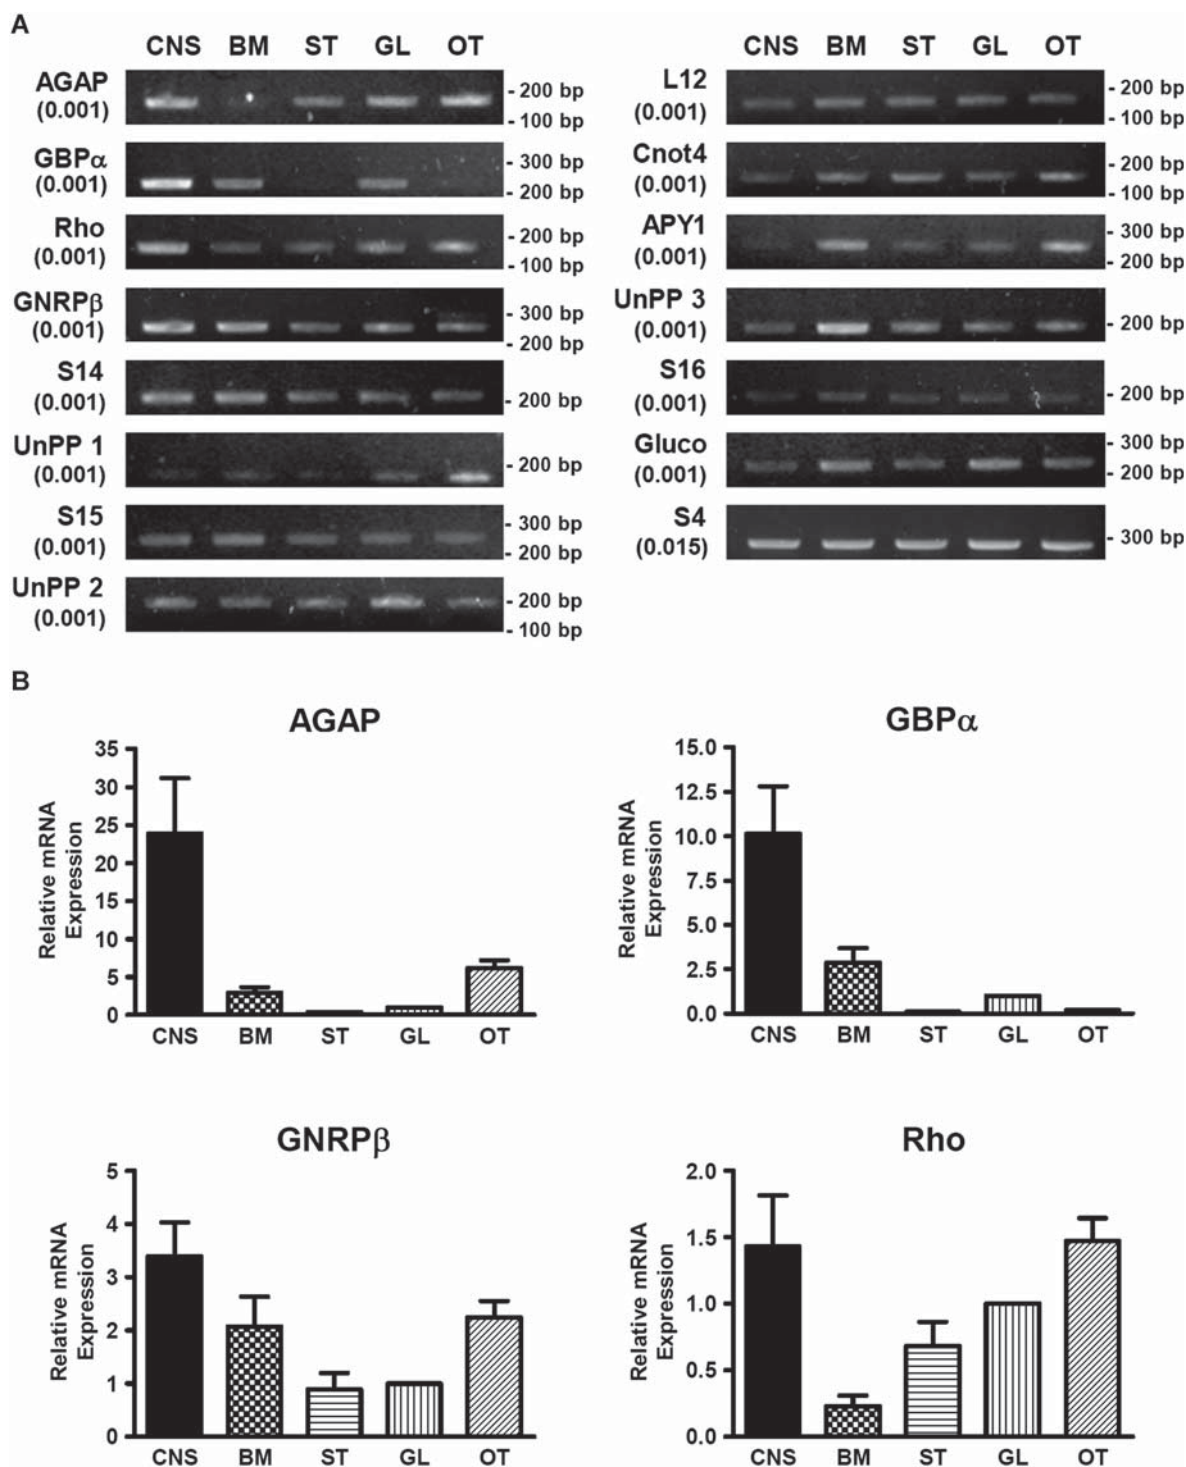 A
CNS BM ST GL OT
AGAP
(0.001)
- 200 bp
- 100 bp
GBPα
(0.001)
- 300 bp
- 200 bp
Rho
(0.001)
- 200 bp
- 100 bp
GNRPβ
(0.001)
- 300 bp
- 200 bp
S14
(0.001)
- 200 bp
UnPP 1
(0.001)
- 200 bp
S15
(0.001)
- 300 bp
- 200 bp
UnPP 2
(0.001)
- 200 bp
- 100 bp
CNS BM ST GL OT
L12
(0.001)
- 200 bp
- 100 bp
Cnot4
(0.001)
- 200 bp
- 100 bp
APY1
(0.001)
- 300 bp
- 200 bp
UnPP 3
(0.001)
- 200 bp
S16
(0.001)
- 200 bp
Gluco
(0.001)
- 300 bp
- 200 bp
S4
(0.015)
- 300 bp
B
AGAP
Relative mRNA
Expression
35
30
25
20
15
10
5
0
CNS BM ST GL OT
GBPα
Relative mRNA
Expression
15.0
12.5
10.0
7.5
5.0
2.5
0.0
CNS BM ST GL OT
GNRPβ
Relative mRNA
Expression
5
4
3
2
1
0
CNS BM ST GL OT
Rho
Relative mRNA
Expression
2.0
1.5
1.0
0.5
0.0
CNS BM ST GL OT